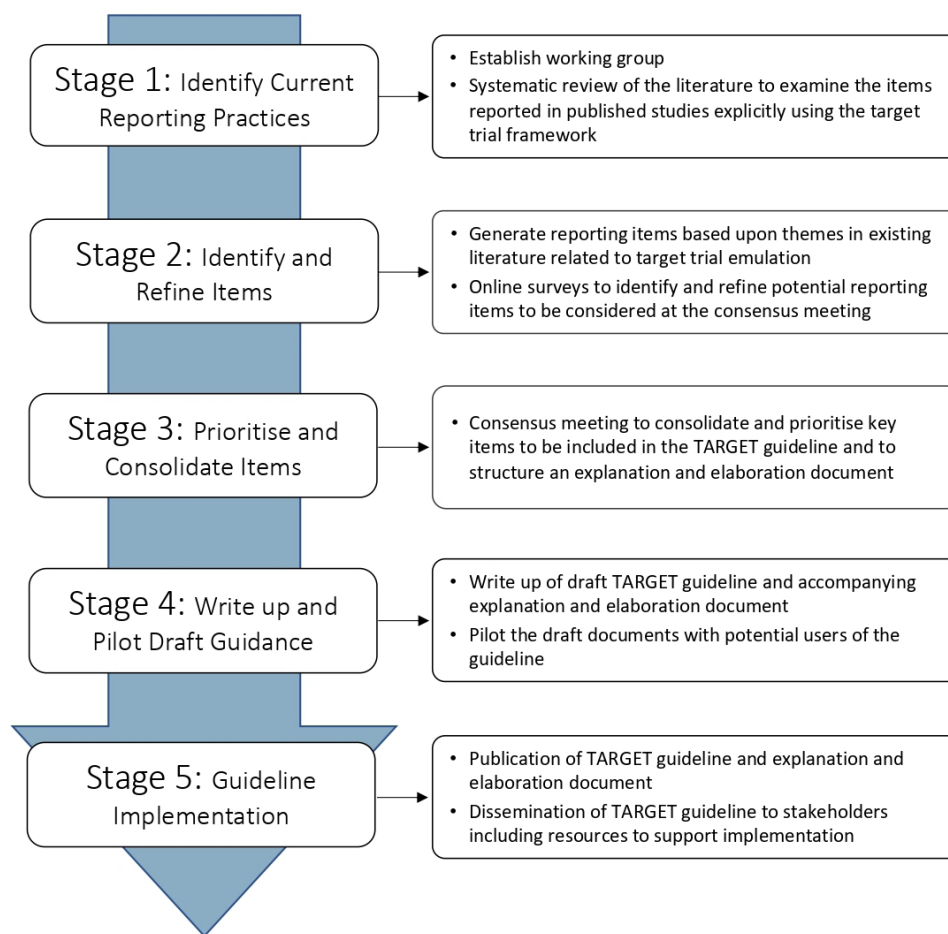 Stage 1: Identify Current
Reporting Practices
• Establish working group
• Systematic review of the literature to examine the items
reported in published studies explicitly using the target
trial framework
Stage 2: Identify and
Refine Items
• Generate reporting items based upon themes in existing
literature related to target trial emulation
• Online surveys to identify and refine potential reporting
items to be considered at the consensus meeting
Stage 3: Prioritise and
Consolidate Items
• Consensus meeting to consolidate and prioritise key
items to be included in the TARGET guideline and to
structure an explanation and elaboration document
Stage 4: Write up and
Pilot Draft Guidance
• Write up of draft TARGET guideline and accompanying
explanation and elaboration document
• Pilot the draft documents with potential users of the
guideline
Stage 5: Guideline
Implementation
• Publication of TARGET guideline and explanation and
elaboration document
• Dissemination of TARGET guideline to stakeholders
including resources to support implementation